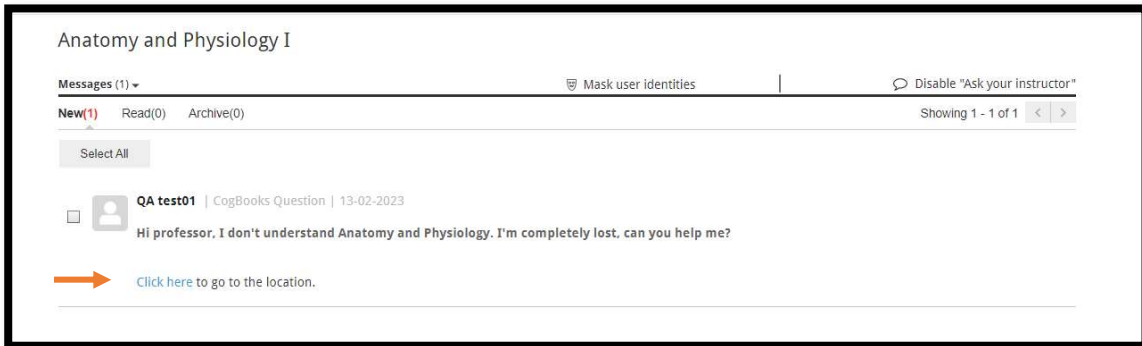 Anatomy and Physiology I
Messages (1) Mask user identities Disable "Ask your instructor"
New(1) Read(0) Archive(0) Showing 1 - 1 of 1 < >
Select All
QA test01 | CogBooks Question | 13-02-2023
Hi professor, I don't understand Anatomy and Physiology. I'm completely lost, can you help me?
Click here to go to the location.